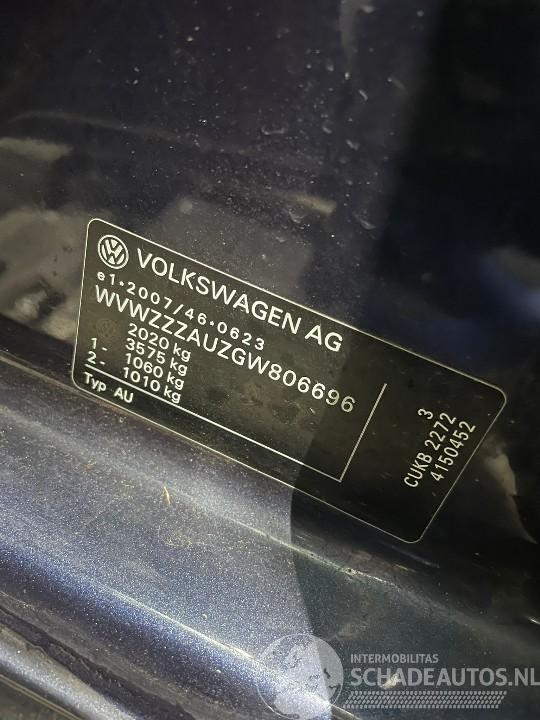 VOLKSWAGEN AG
e1*2007/46*0623
WVWZZZAUZGW806696
2020 kg
3575 kg
1- 1060 kg
2- 1010 kg
Typ AU
3
CUKB 2272
4150452
INTERMOBILITAS
SCHADEAUTOS.NL